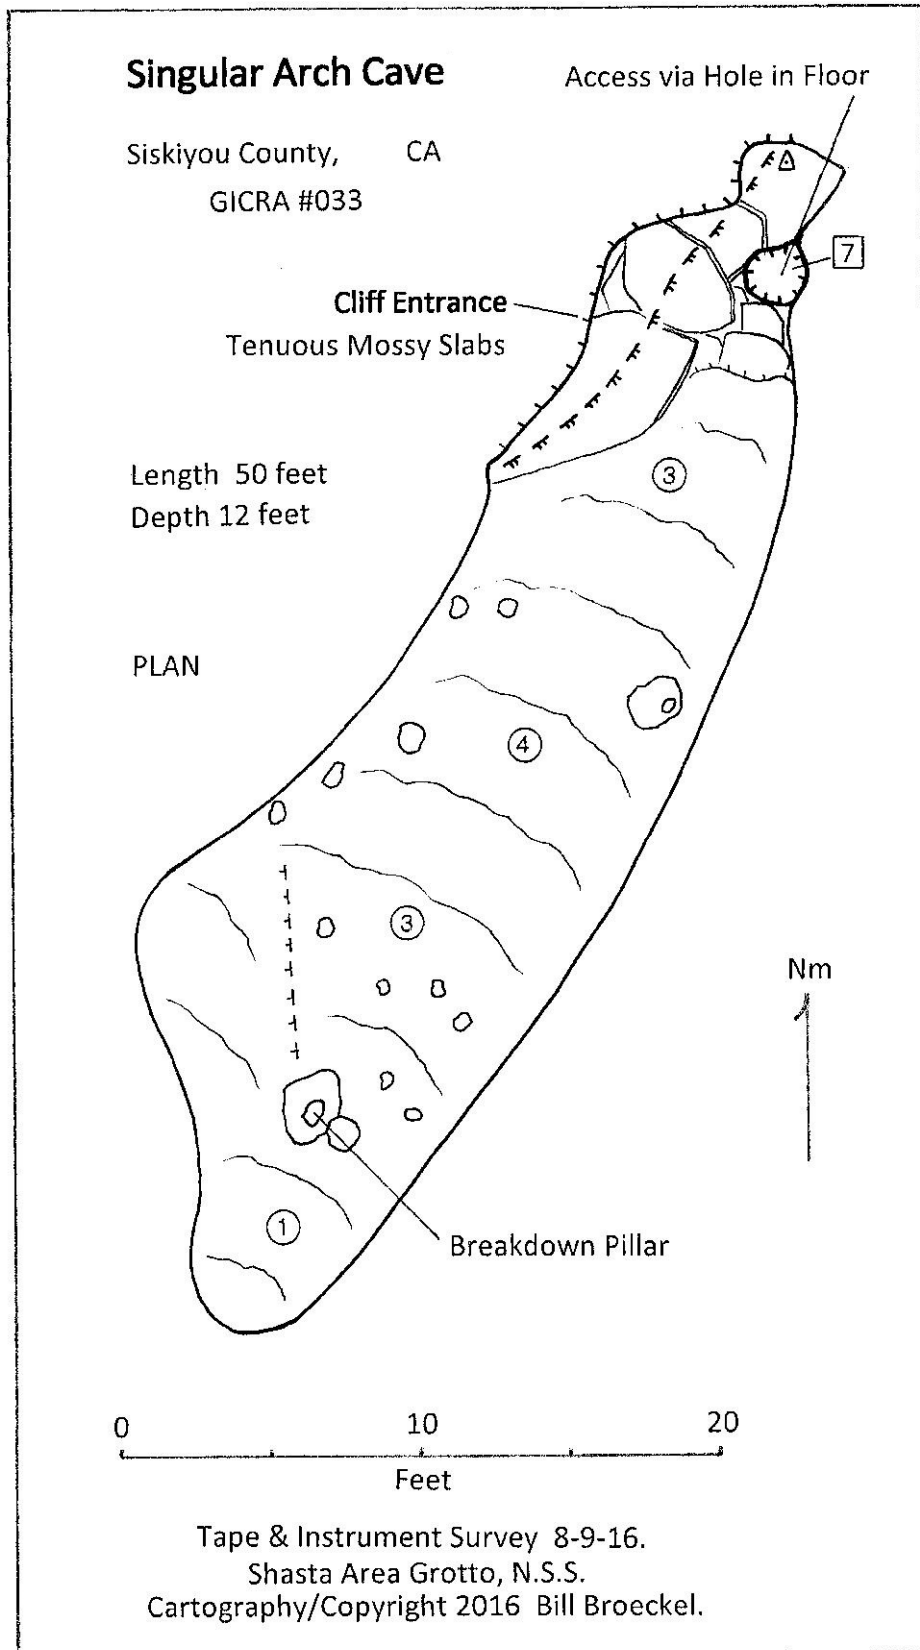 Singular Arch Cave
Access via Hole in Floor
Siskiyou County, CA
GICRA #033
7
Cliff Entrance
Tenuous Mossy Slabs
Length 50 feet
Depth 12 feet
3
PLAN
4
3
Nm
1
Breakdown Pillar
0 10 20
Feet
Tape & Instrument Survey 8-9-16.
Shasta Area Grotto, N.S.S.
Cartography/Copyright 2016 Bill Broeckel.